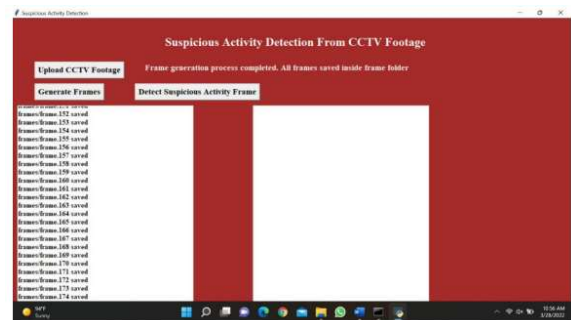 Suspicious Activity Detection
Suspicious Activity Detection From CCTV Footage
Upload CCTV Footage
Frame generation process completed. All frames saved inside frame folder
Generate Frames
Detect Suspicious Activity Frame
frames/frame.152 saved
frames/frame.153 saved
frames/frame.154 saved
frames/frame.155 saved
frames/frame.156 saved
frames/frame.157 saved
frames/frame.158 saved
frames/frame.159 saved
frames/frame.160 saved
frames/frame.161 saved
frames/frame.162 saved
frames/frame.163 saved
frames/frame.164 saved
frames/frame.165 saved
frames/frame.166 saved
frames/frame.167 saved
frames/frame.168 saved
frames/frame.169 saved
frames/frame.170 saved
frames/frame.171 saved
frames/frame.172 saved
frames/frame.173 saved
frames/frame.174 saved
Sunny